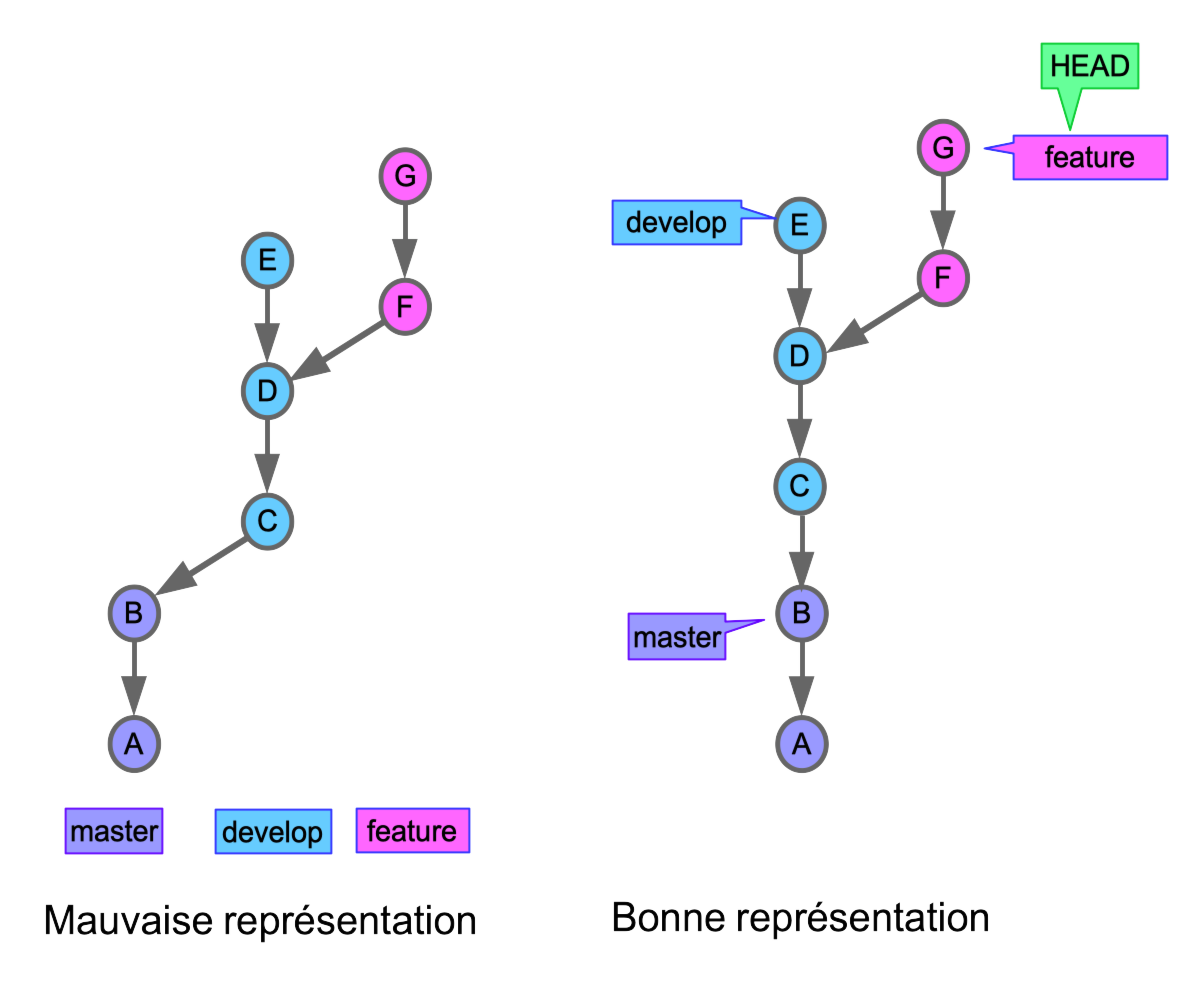 G
E
F
D
C
B
A
master
develop
feature
Mauvaise représentation
HEAD
feature
G
develop
E
F
D
C
master
B
A
Bonne représentation